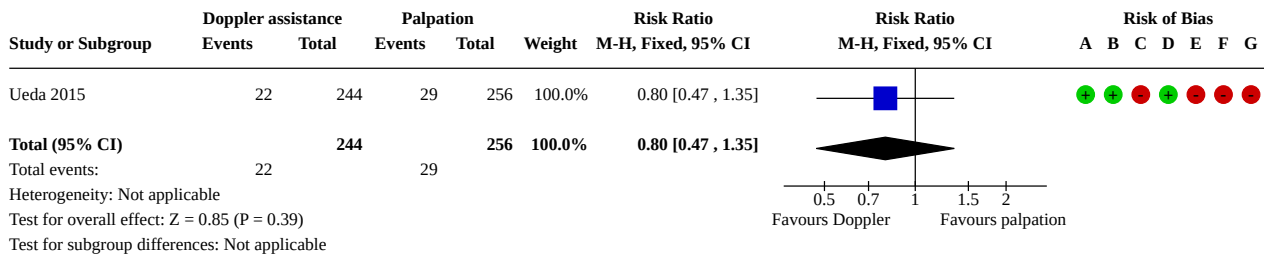 Doppler assistance Palpation Risk Ratio Risk Ratio Risk of Bias
Study or Subgroup Events Total Events Total Weight M-H, Fixed, 95% CI M-H, Fixed, 95% CI A B C D E F G
Ueda 2015 22 244 29 256 100.0% 0.80 [0.47 , 1.35] + + - + - - -
Total (95% CI) 244 256 100.0% 0.80 [0.47 , 1.35]
Total events: 22 29
Heterogeneity: Not applicable
0.5 0.7 1 1.5 2
Test for overall effect: Z = 0.85 (P = 0.39)
Favours Doppler Favours palpation
Test for subgroup differences: Not applicable